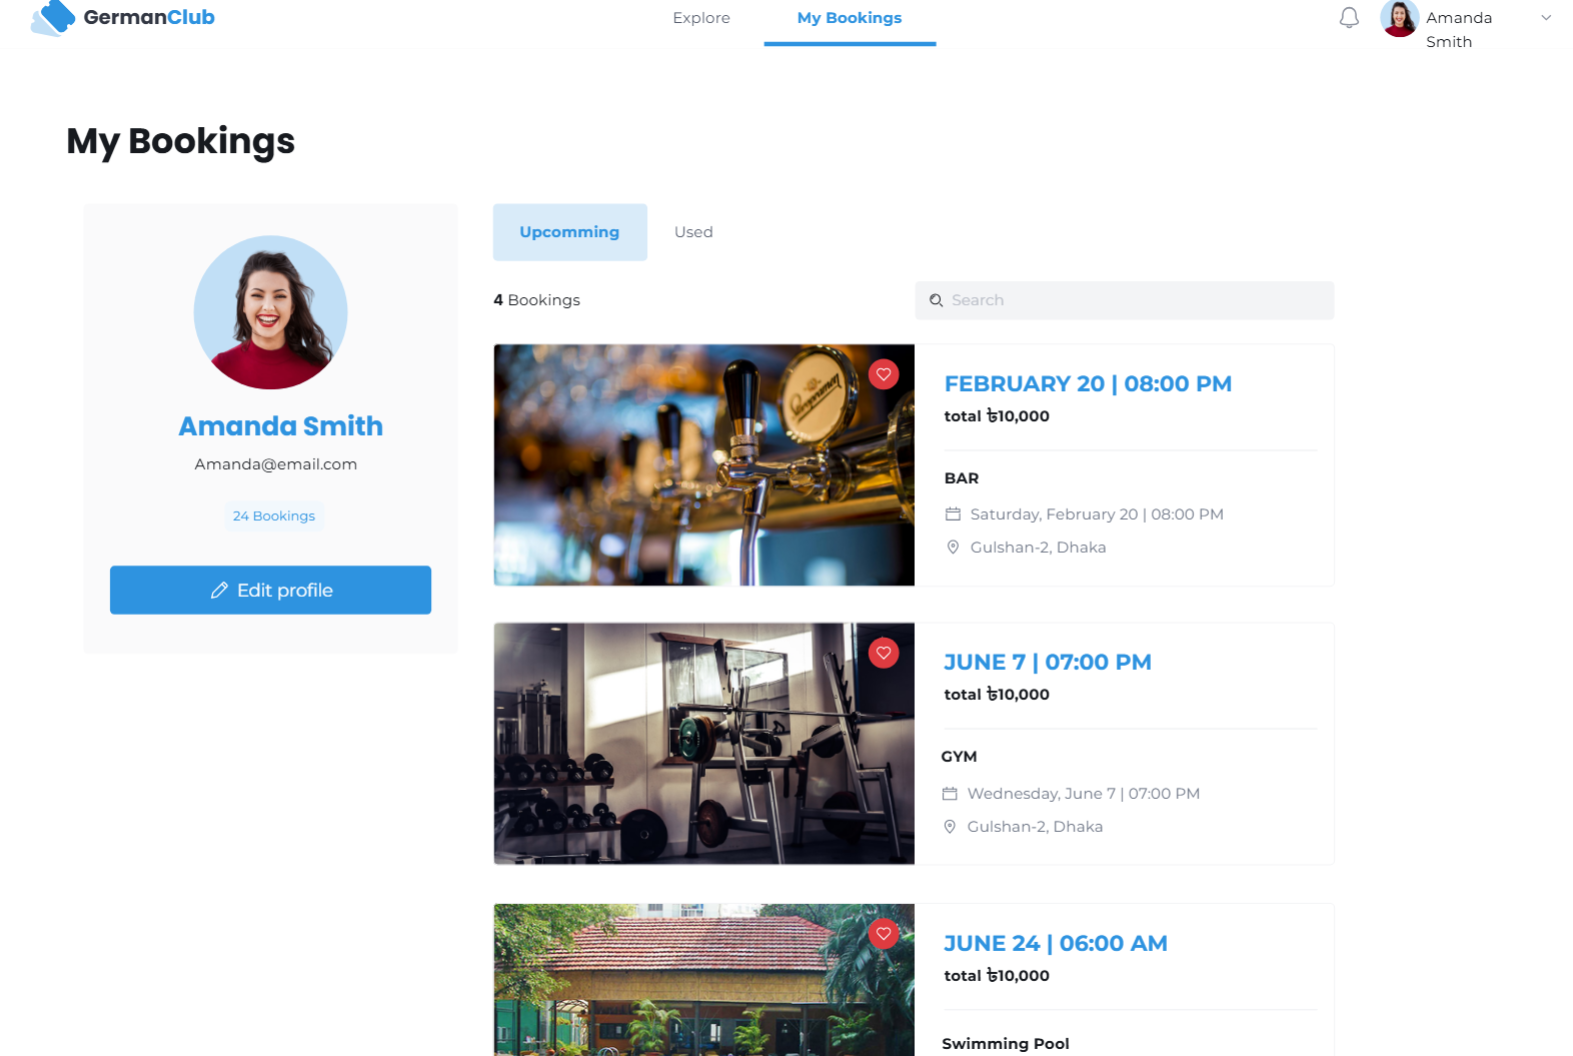 GermanClub
Explore
My Bookings
Amanda
Smith
My Bookings
Amanda Smith
Amanda@email.com
24 Bookings
Edit profile
Upcomming
Used
4 Bookings
Search
FEBRUARY 20 | 08:00 PM
total ৳10,000
BAR
Saturday, February 20 | 08:00 PM
Gulshan-2, Dhaka
JUNE 7 | 07:00 PM
total ৳10,000
GYM
Wednesday, June 7 | 07:00 PM
Gulshan-2, Dhaka
JUNE 24 | 06:00 AM
total ৳10,000
Swimming Pool